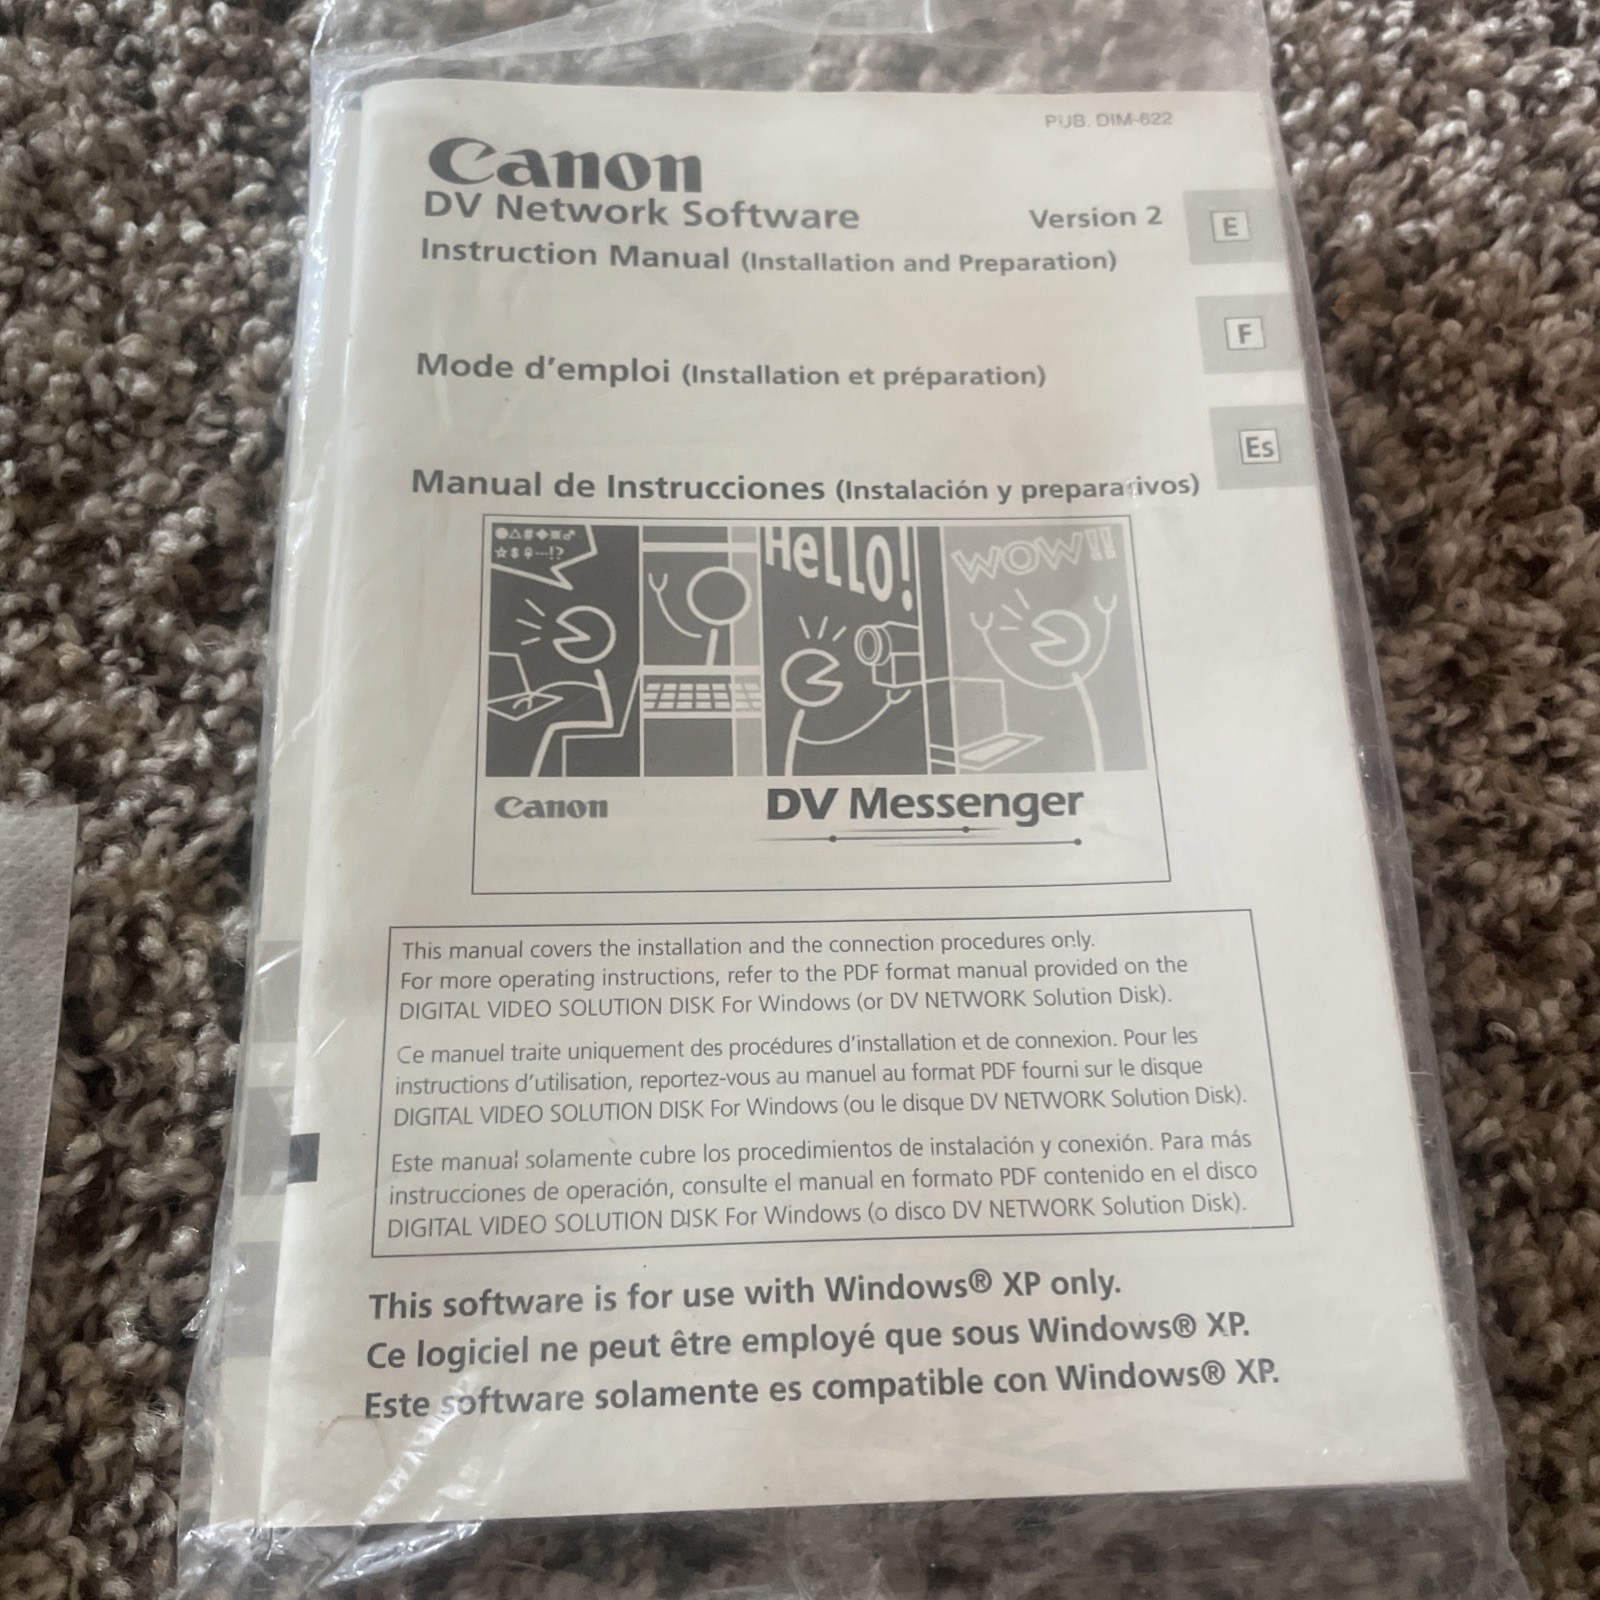 PUB. DIM-622
Canon
DV Network Software Version 2
Instruction Manual (Installation and Preparation)
E
F
Mode d'emploi (Installation et préparation)
Es
Manual de Instrucciones (Instalación y preparativos)
●△#◆■♂
☆$♀···!?
HeLLO!
WOW!!
Canon DV Messenger
This manual covers the installation and the connection procedures only.
For more operating instructions, refer to the PDF format manual provided on the
DIGITAL VIDEO SOLUTION DISK For Windows (or DV NETWORK Solution Disk).
Ce manuel traite uniquement des procédures d'installation et de connexion. Pour les
instructions d'utilisation, reportez-vous au manuel au format PDF fourni sur le disque
DIGITAL VIDEO SOLUTION DISK For Windows (ou le disque DV NETWORK Solution Disk).
Este manual solamente cubre los procedimientos de instalación y conexión. Para más
instrucciones de operación, consulte el manual en formato PDF contenido en el disco
DIGITAL VIDEO SOLUTION DISK For Windows (o disco DV NETWORK Solution Disk).
This software is for use with Windows® XP only.
Ce logiciel ne peut être employé que sous Windows® XP.
Este software solamente es compatible con Windows® XP.